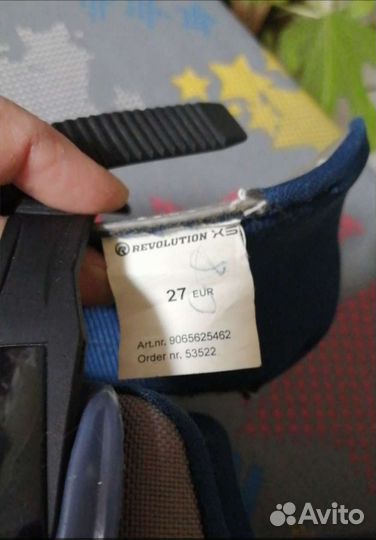 ® REVOLUTION XS
27 EUR
Art.nr. 9065625462
Order nr. 53522
Avito